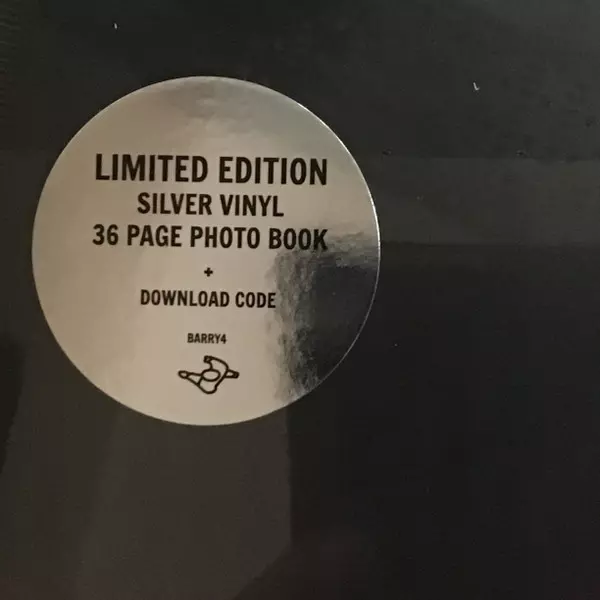 LIMITED EDITION
SILVER VINYL
36 PAGE PHOTO BOOK
+
DOWNLOAD CODE
BARRY4